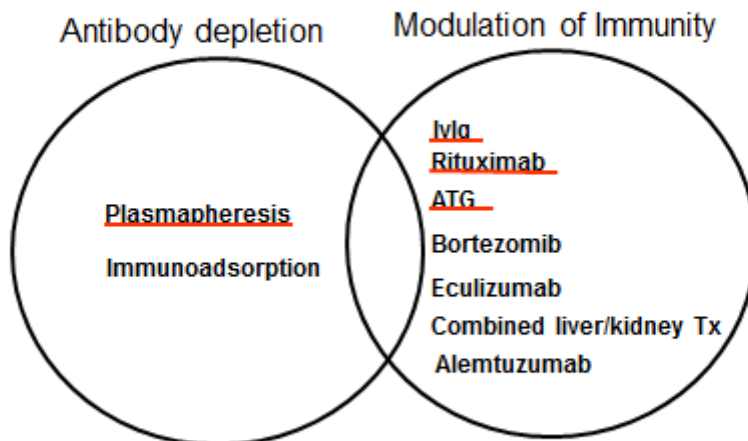 Antibody depletion
Modulation of Immunity
Plasmapheresis
Immunoadsorption
IvIg
Rituximab
ATG
Bortezomib
Eculizumab
Combined liver/kidney Tx
Alemtuzumab